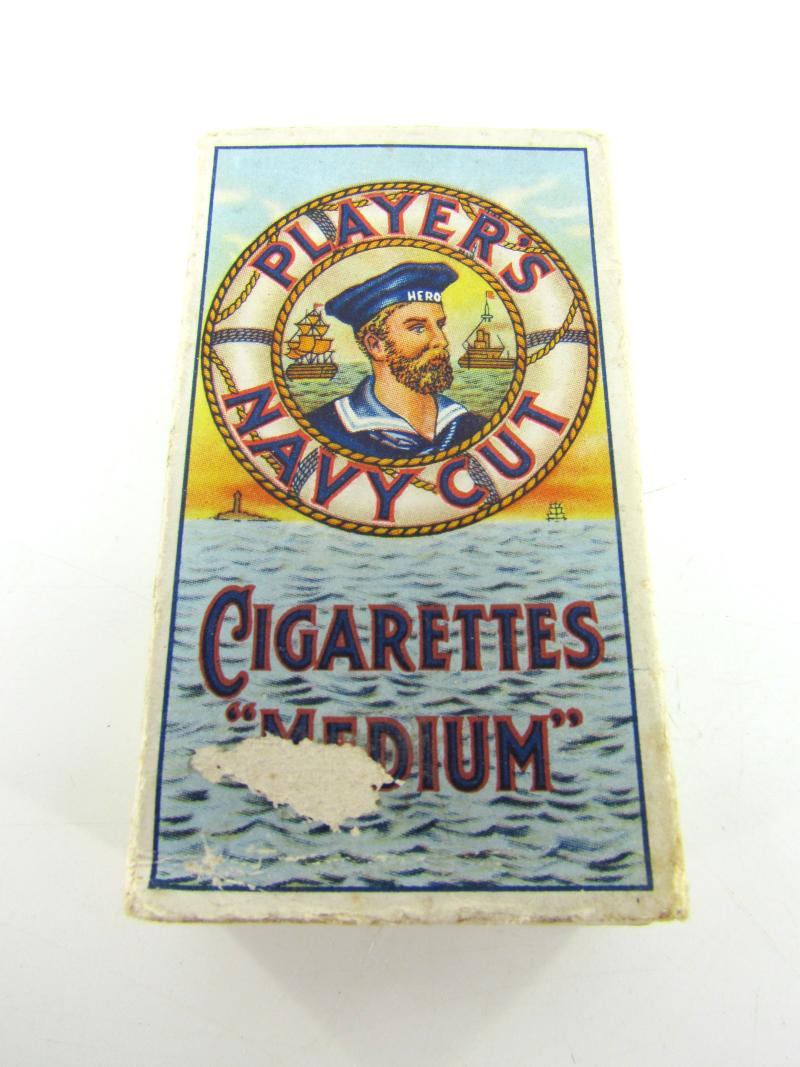 PLAYER'S
HERO
NAVY CUT
CIGARETTES
"MEDIUM"